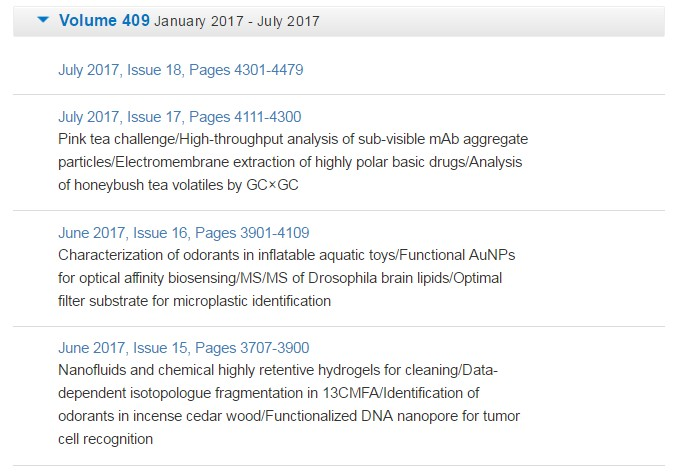 Volume 409 January 2017 - July 2017
July 2017, Issue 18, Pages 4301-4479
July 2017, Issue 17, Pages 4111-4300
Pink tea challenge/High-throughput analysis of sub-visible mAb aggregate
particles/Electromembrane extraction of highly polar basic drugs/Analysis
of honeybush tea volatiles by GC×GC
June 2017, Issue 16, Pages 3901-4109
Characterization of odorants in inflatable aquatic toys/Functional AuNPs
for optical affinity biosensing/MS/MS of Drosophila brain lipids/Optimal
filter substrate for microplastic identification
June 2017, Issue 15, Pages 3707-3900
Nanofluids and chemical highly retentive hydrogels for cleaning/Data-
dependent isotopologue fragmentation in 13CMFA/Identification of
odorants in incense cedar wood/Functionalized DNA nanopore for tumor
cell recognition